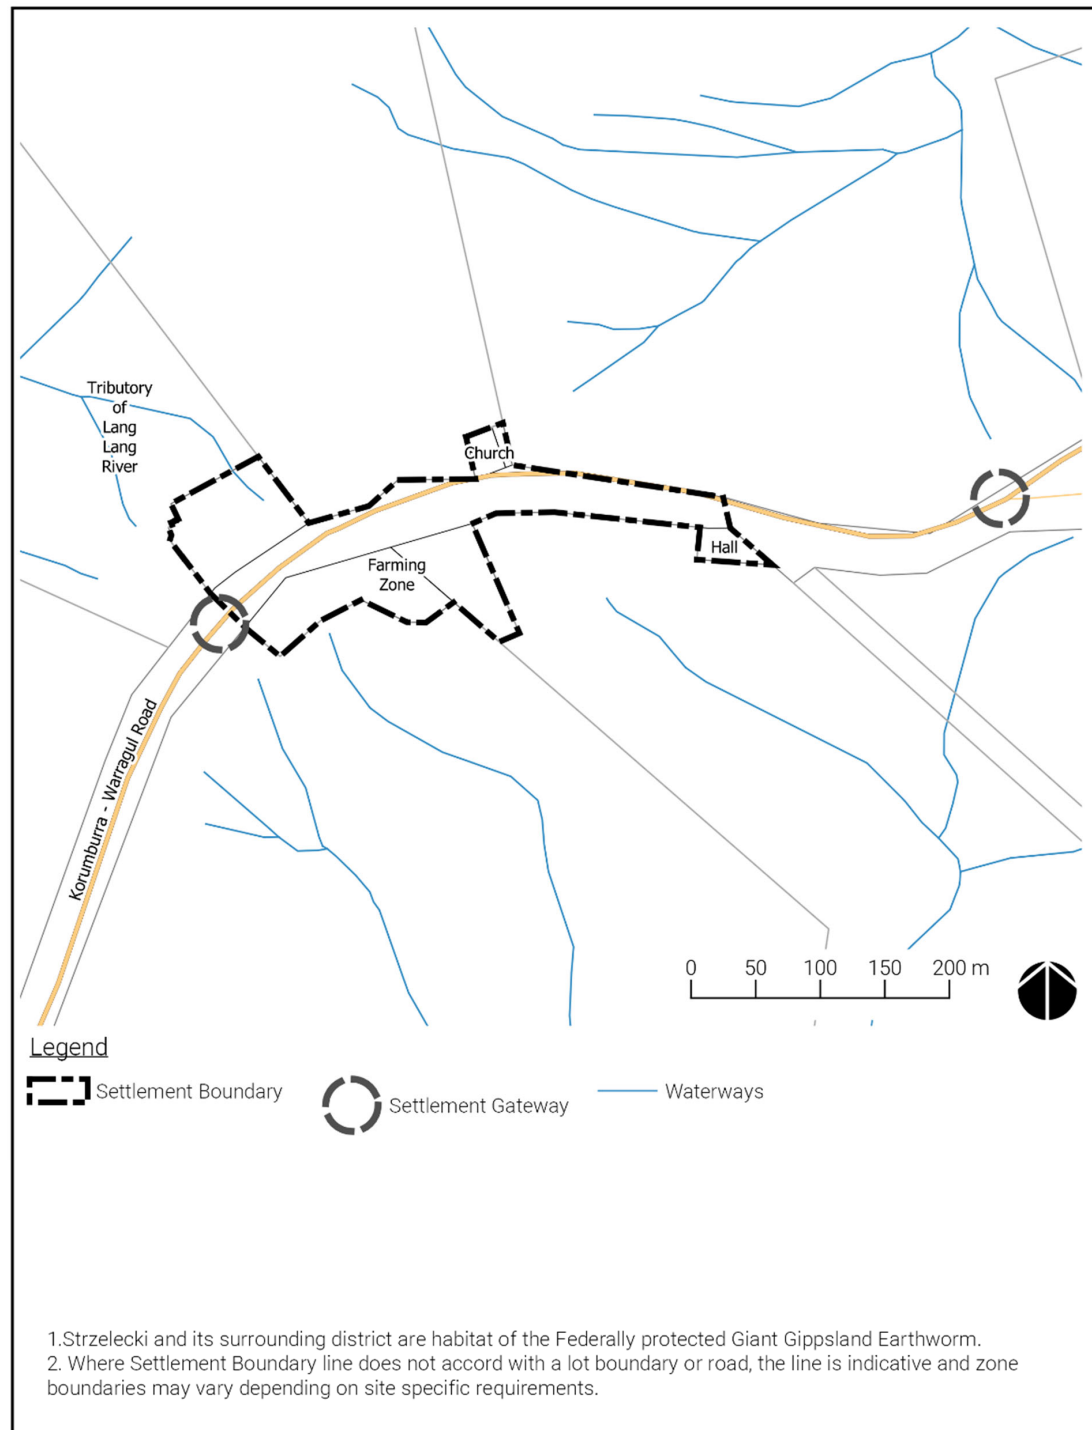 Tributory
of
Lang
Lang
River
Church
Hall
Farming
Zone
Korumburra - Warragul Road
0 50 100 150 200 m
Legend
Settlement Boundary
Settlement Gateway
Waterways
1.Strzelecki and its surrounding district are habitat of the Federally protected Giant Gippsland Earthworm.
2. Where Settlement Boundary line does not accord with a lot boundary or road, the line is indicative and zone
boundaries may vary depending on site specific requirements.